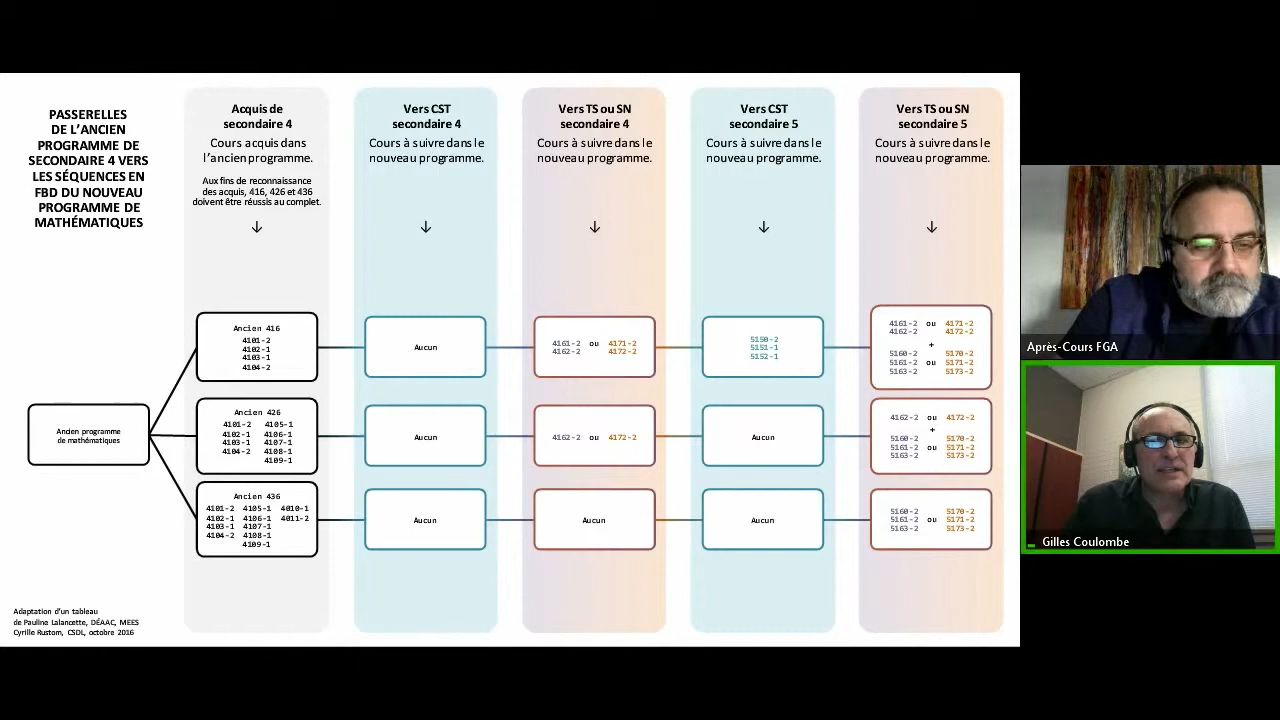 PASSERELLES
DE L'ANCIEN
PROGRAMME DE
SECONDAIRE 4 VERS
LES SÉQUENCES EN
FBD DU NOUVEAU
PROGRAMME DE
MATHÉMATIQUES
Acquis de
secondaire 4
Cours acquis dans
l'ancien programme.
Aux fins de reconnaissance
des acquis, 416, 426 et 436
doivent être réussis au complet.
↓
Vers CST
secondaire 4
Cours à suivre dans le
nouveau programme.
↓
Vers TS ou SN
secondaire 4
Cours à suivre dans le
nouveau programme.
↓
Vers CST
secondaire 5
Cours à suivre dans le
nouveau programme.
↓
Vers TS ou SN
secondaire 5
Cours à suivre dans le
nouveau programme.
↓
Ancien programme
de mathématiques
Ancien 416
4101-2
4102-1
4103-1
4104-2
Aucun
4161-2 ou 4171-2
4162-2 4172-2
5150-2
5151-1
5152-1
4161-2 ou 4171-2
4162-2 4172-2
+
5160-2 5170-2
5161-2 ou 5171-2
5163-2 5173-2
Ancien 426
4101-2 4105-1
4102-1 4106-1
4103-1 4107-1
4104-2 4108-1
4109-1
Aucun
4162-2 ou 4172-2
Aucun
4162-2 ou 4172-2
+
5160-2 5170-2
5161-2 ou 5171-2
5163-2 5173-2
Ancien 436
4101-2 4105-1 4010-1
4102-1 4106-1 4011-2
4103-1 4107-1
4104-2 4108-1
4109-1
Aucun
Aucun
Aucun
5160-2 5170-2
5161-2 ou 5171-2
5163-2 5173-2
Adaptation d'un tableau
de Pauline Lalancette, DÉAAC, MEES
Cyrille Rustom, CSDL, octobre 2016
Après-Cours FGA
Gilles Coulombe